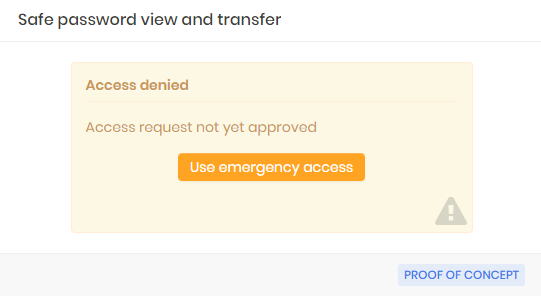 Safe password view and transfer
Access denied
Access request not yet approved
Use emergency access
PROOF OF CONCEPT